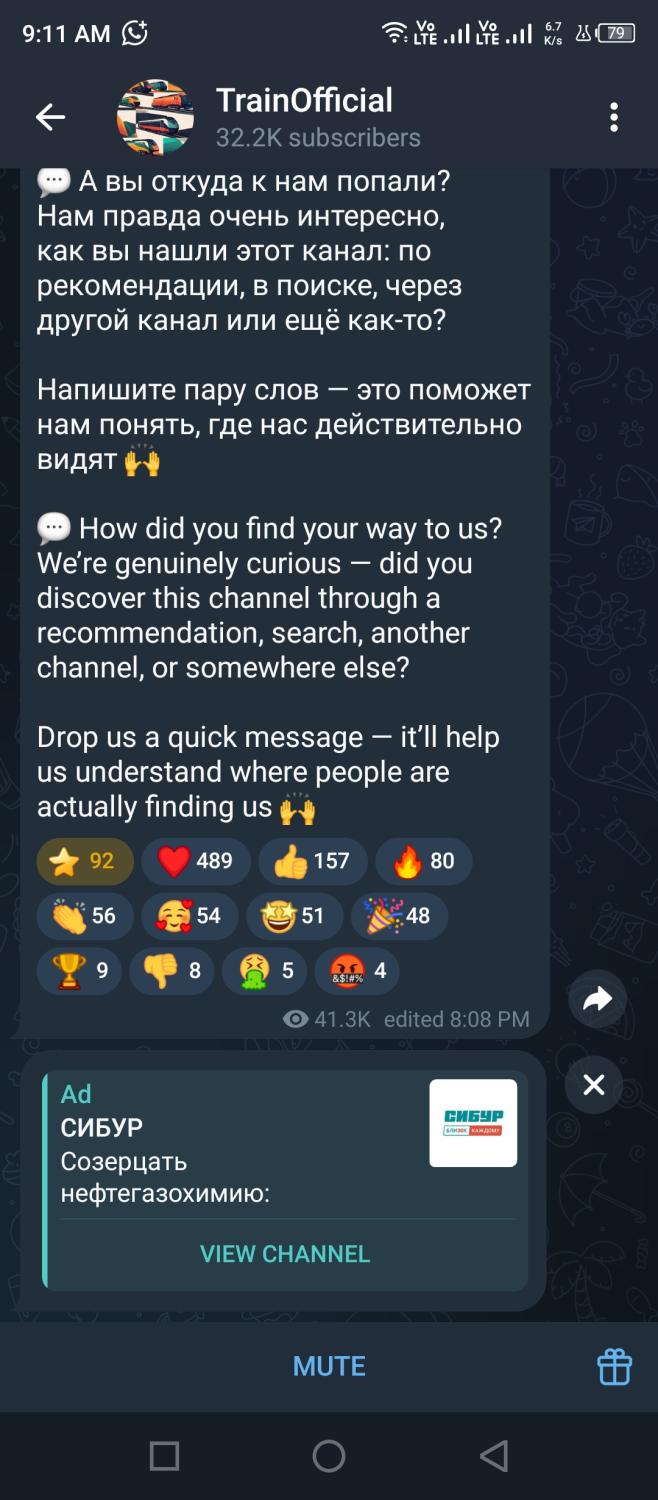 9:11 AM
Vo LTE Vo LTE 6.7 K/s 79
TrainOfficial
32.2K subscribers
💬 А вы откуда к нам попали?
Нам правда очень интересно,
как вы нашли этот канал: по
рекомендации, в поиске, через
другой канал или ещё как-то?
Напишите пару слов — это поможет
нам понять, где нас действительно
видят 🙌
💬 How did you find your way to us?
We’re genuinely curious — did you
discover this channel through a
recommendation, search, another
channel, or somewhere else?
Drop us a quick message — it’ll help
us understand where people are
actually finding us 🙌
⭐ 92 ❤️ 489 👍 157 🔥 80
👏 56 🥰 54 🤩 51 🎉 48
🏆 9 👎 8 🤮 5 🤬 4
41.3K edited 8:08 PM
Ad
СИБУР
Созерцать
нефтегазохимию:
СИБУР
БЛИЗОК КАЖДОМУ
VIEW CHANNEL
MUTE